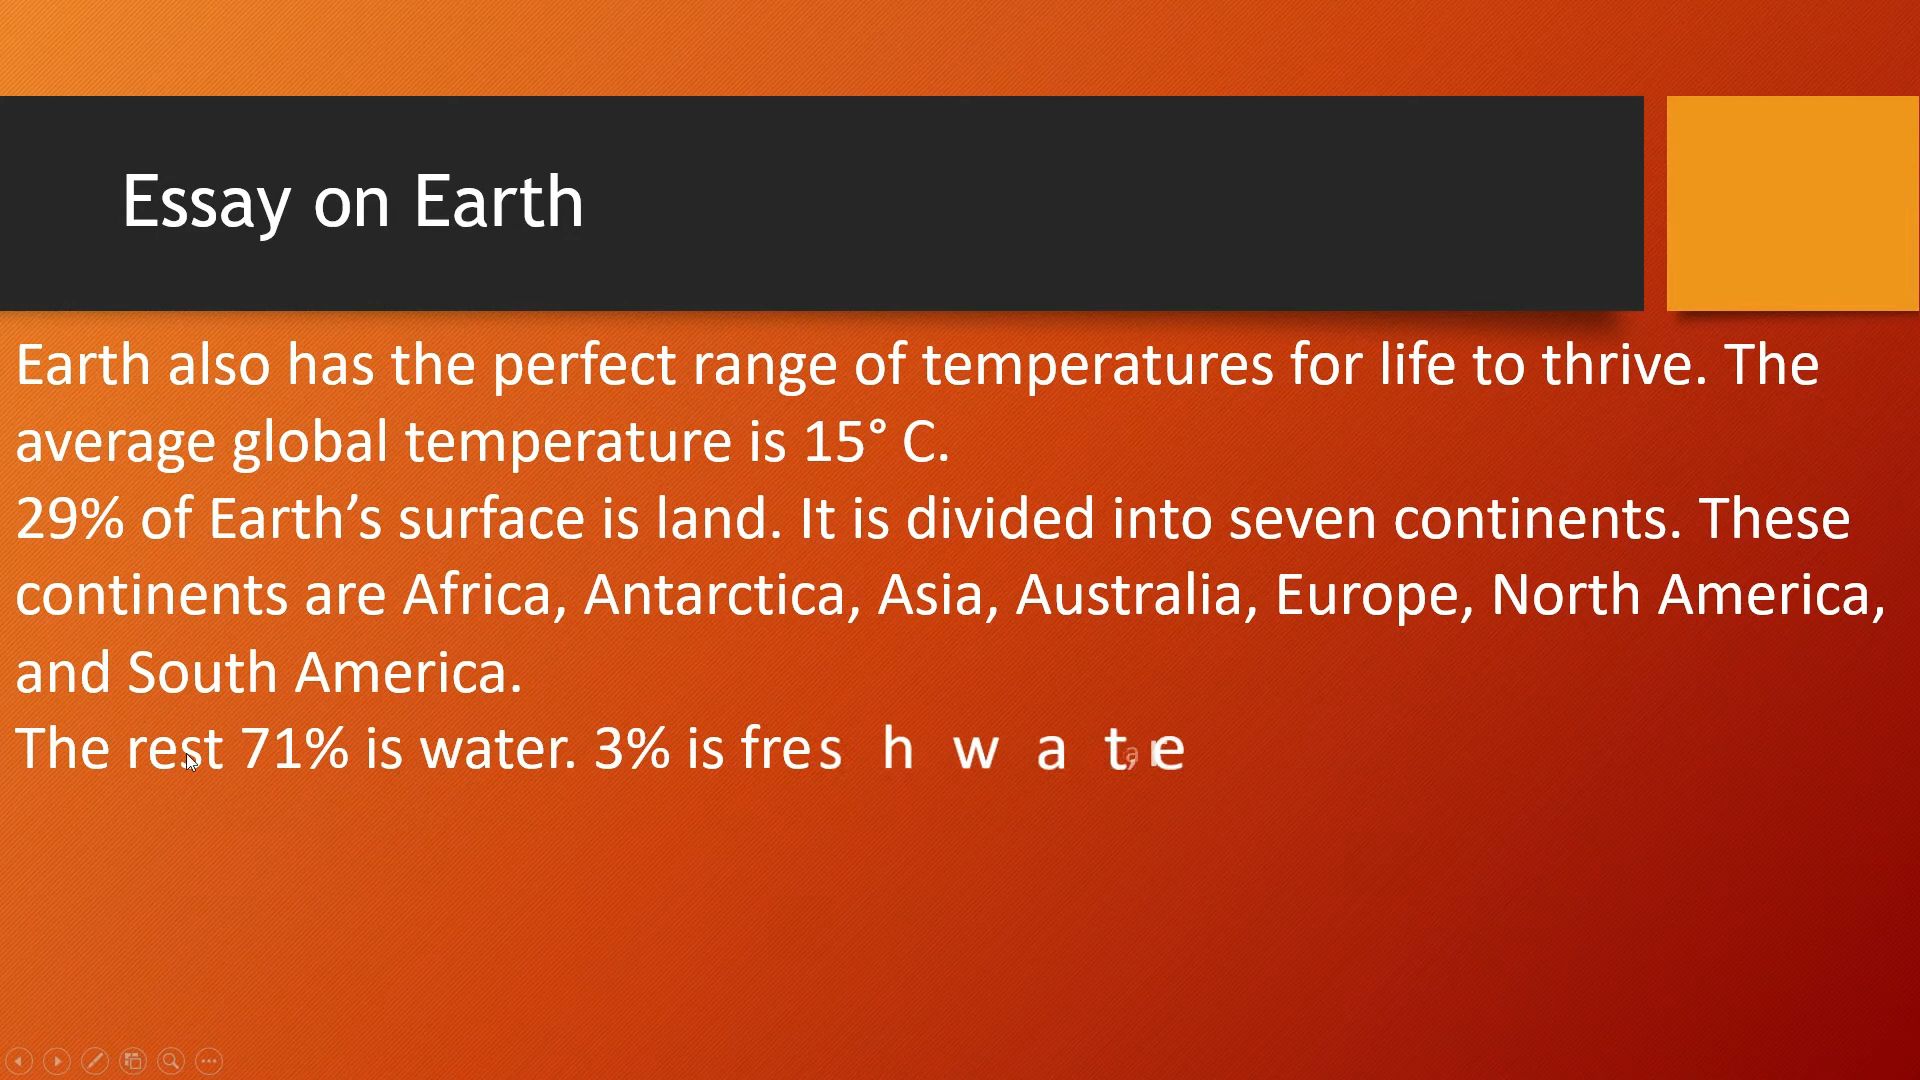 Essay on Earth
Earth also has the perfect range of temperatures for life to thrive. The
average global temperature is 15° C.
29% of Earth’s surface is land. It is divided into seven continents. These
continents are Africa, Antarctica, Asia, Australia, Europe, North America,
and South America.
The rest 71% is water. 3% is fres h w a t e